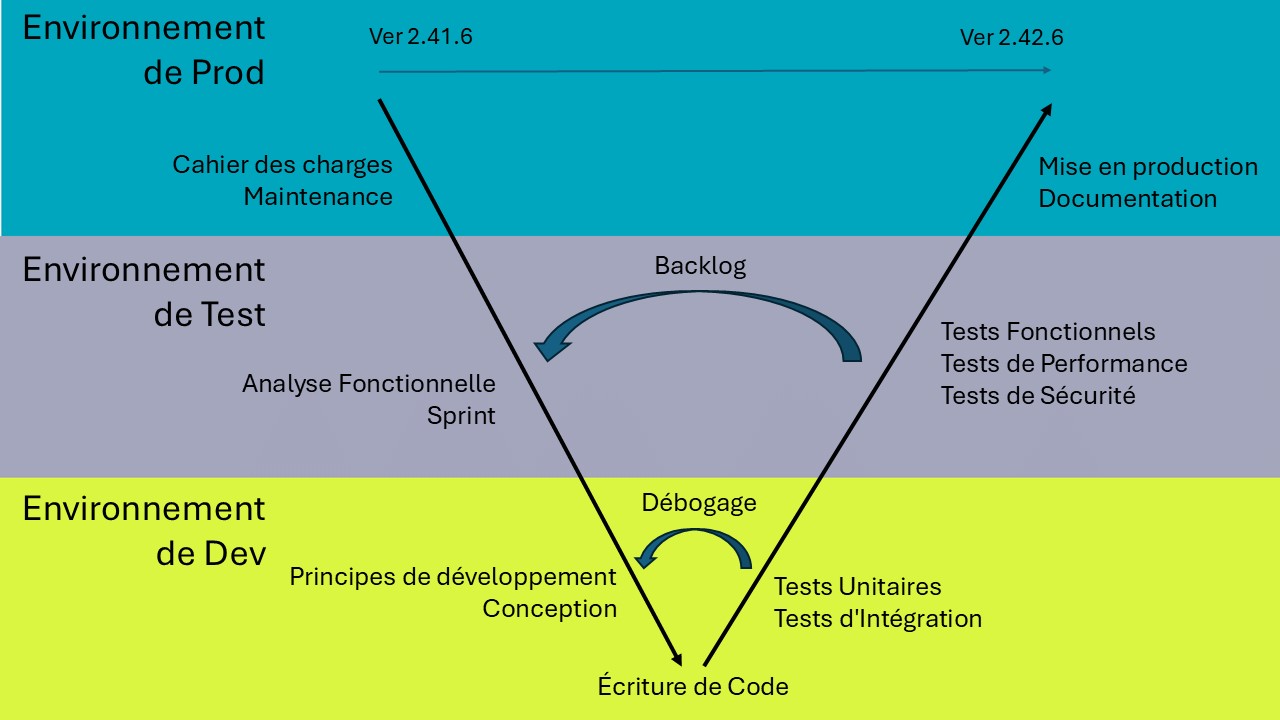 Environnement
de Prod
Ver 2.41.6
Ver 2.42.6
Cahier des charges
Maintenance
Mise en production
Documentation
Environnement
de Test
Backlog
Analyse Fonctionnelle
Sprint
Tests Fonctionnels
Tests de Performance
Tests de Sécurité
Environnement
de Dev
Débogage
Principes de développement
Conception
Tests Unitaires
Tests d'Intégration
Écriture de Code